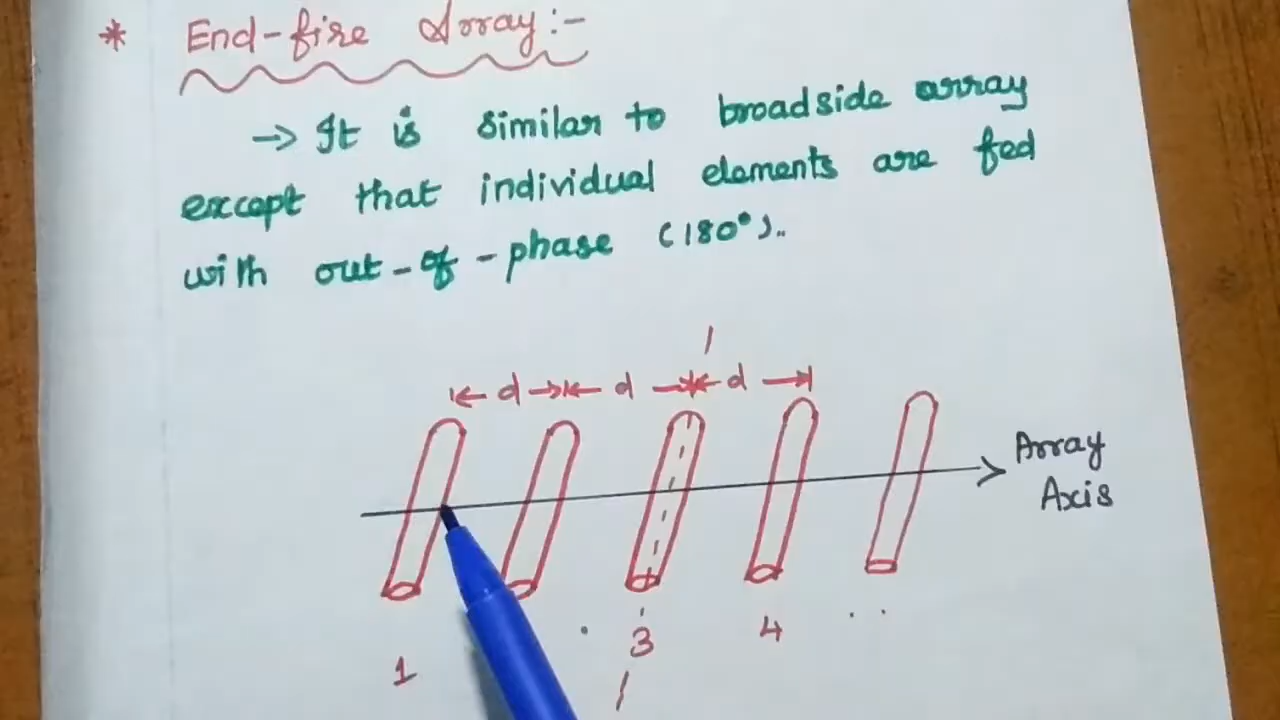 * End-fire Array:-
→ It is similar to broadside array
except that individual elements are fed
with out-of-phase (180°)..
d d d
Array
Axis
1 3 4 ..